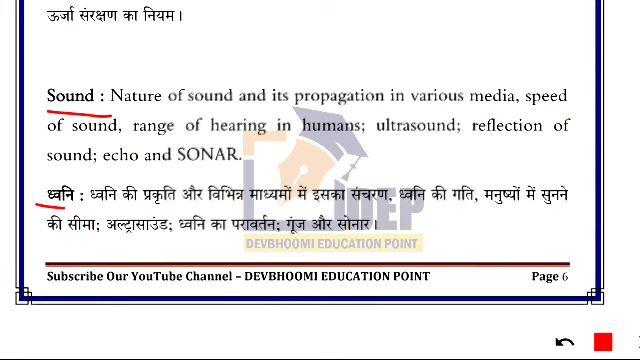 ऊर्जा संरक्षण का नियम।
Sound : Nature of sound and its propagation in various media, speed
of sound, range of hearing in humans; ultrasound; reflection of
sound; echo and SONAR.
ध्वनि : ध्वनि की प्रकृति और विभिन्न माध्यमों में इसका संचरण, ध्वनि की गति, मनुष्यों में सुनने
की सीमा; अल्ट्रासाउंड; ध्वनि का परावर्तन; गूंज और सोनार।
IDEP
DEVBHOOMI EDUCATION POINT
Subscribe Our YouTube Channel – DEVBHOOMI EDUCATION POINT Page 6